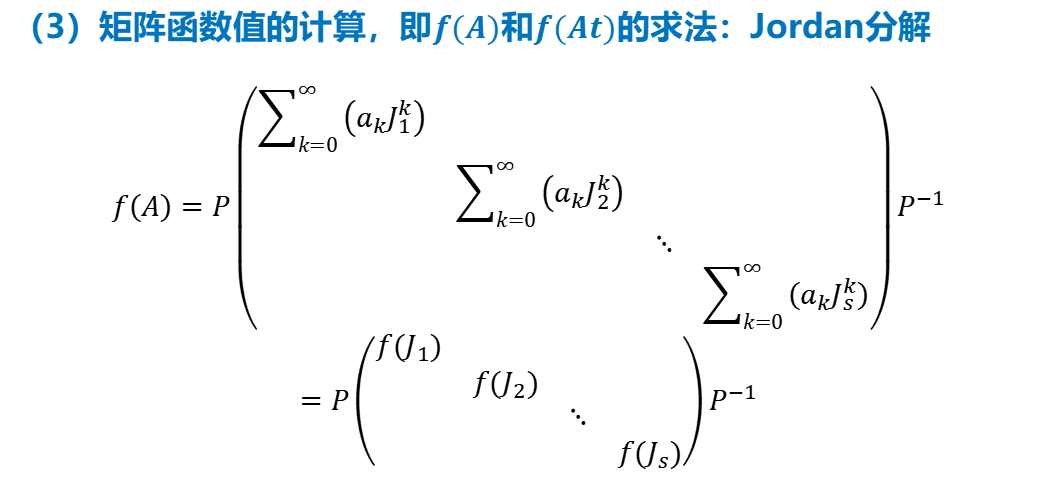 （3）矩阵函数值的计算，即f(A)和f(At)的求法：Jordan分解
f(A) = P ( ∑_{k=0}^{∞} (a_k J_1^k)
∑_{k=0}^{∞} (a_k J_2^k)
⋱
∑_{k=0}^{∞} (a_k J_s^k) ) P^{-1}
= P ( f(J_1)
f(J_2)
⋱
f(J_s) ) P^{-1}